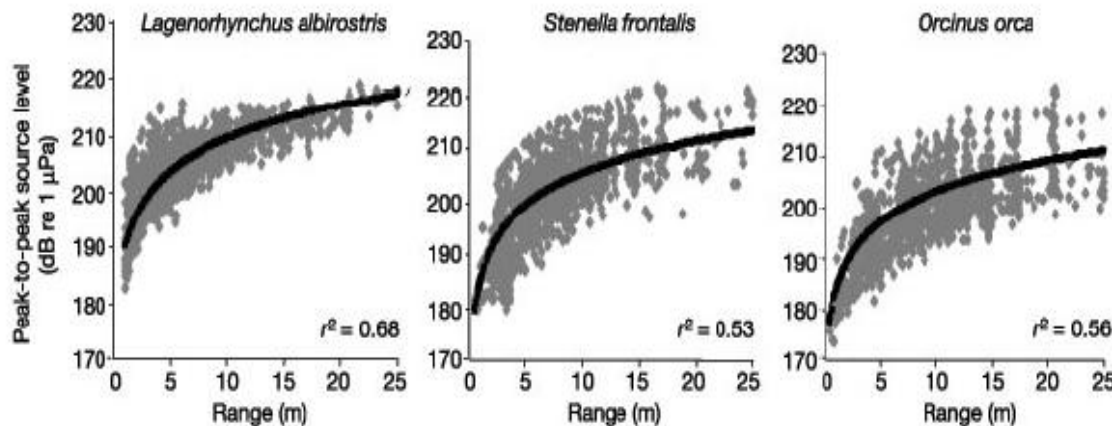 Lagenorhynchus albirostris
Stenella frontalis
Orcinus orca
Peak-to-peak source level
(dB re 1 μPa)
230
220
210
200
190
180
170
r² = 0.68
0 5 10 15 20 25
Range (m)
230
220
210
200
190
180
170
r² = 0.53
0 5 10 15 20 25
Range (m)
230
220
210
200
190
180
170
r² = 0.56
0 5 10 15 20 25
Range (m)